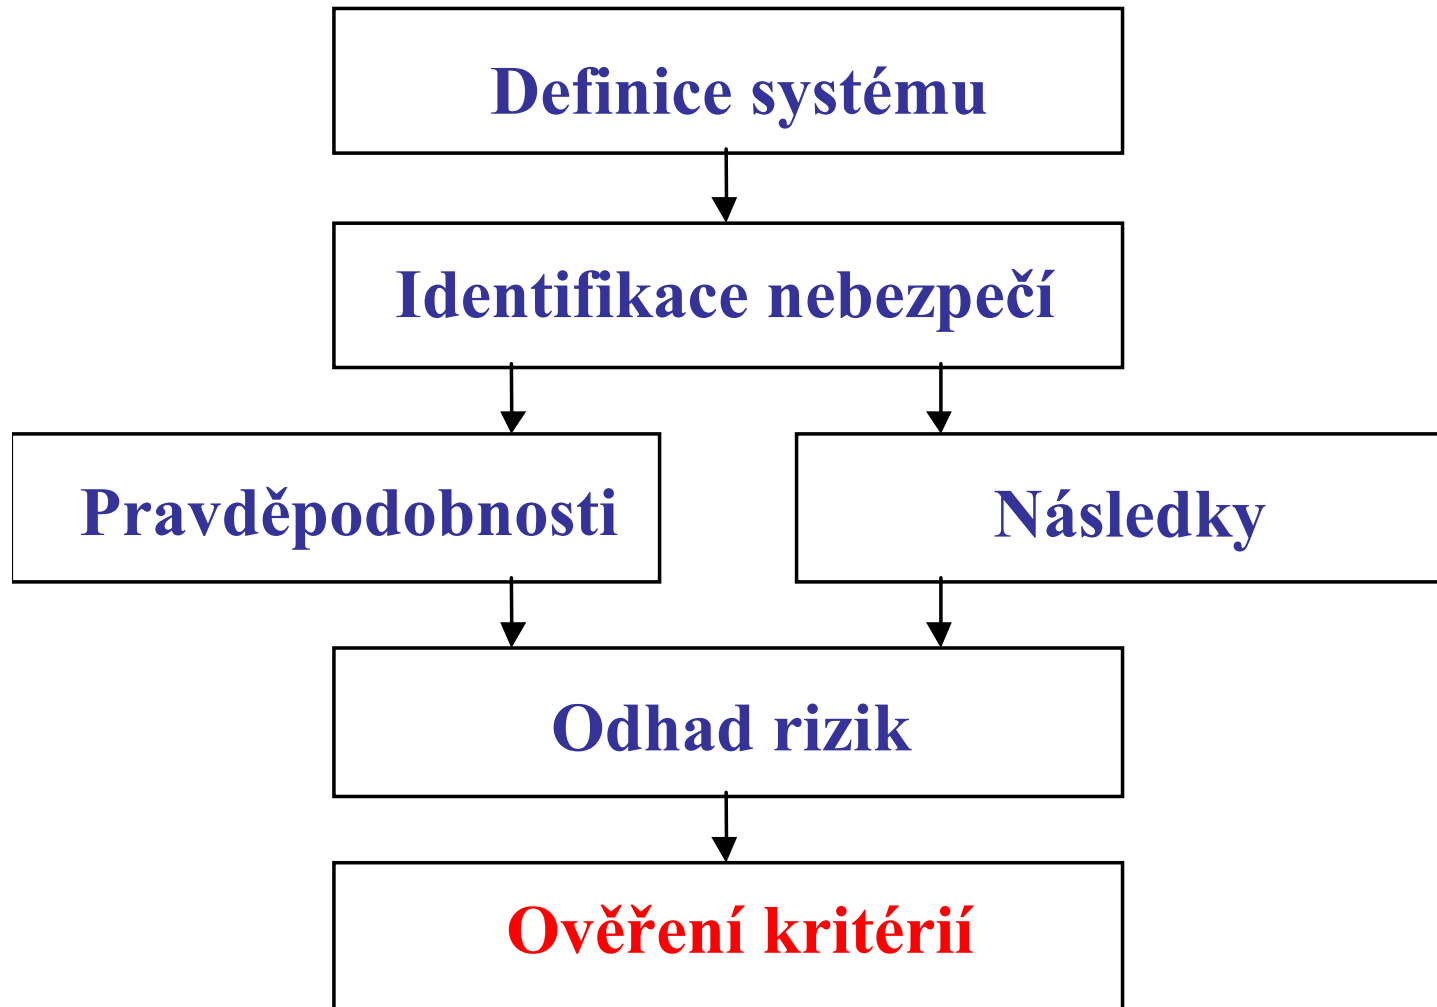 Definice systému
Identifikace nebezpečí
Pravděpodobnosti
Následky
Odhad rizik
Ověření kritérií